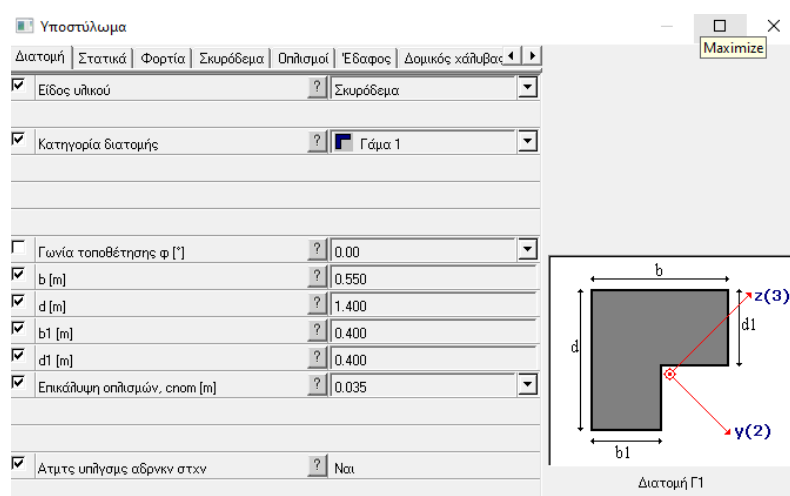 Υποστύλωμα
Maximize
Διατομή Στατικά Φορτία Σκυρόδεμα Οπλισμοί Έδαφος Δομικός χάλυβας
Είδος υλικού ? Σκυρόδεμα
Κατηγορία διατομής ? Γάμα 1
Γωνία τοποθέτησης φ [°] ? 0.00
b [m] ? 0.550
d [m] ? 1.400
b1 [m] ? 0.400
d1 [m] ? 0.400
Επικάλυψη οπλισμών, cnom [m] ? 0.035
Ατμτς υπλγσμς αδρνκν στχν ? Ναι
b
z(3)
d1
d
y(2)
b1
Διατομή Γ1